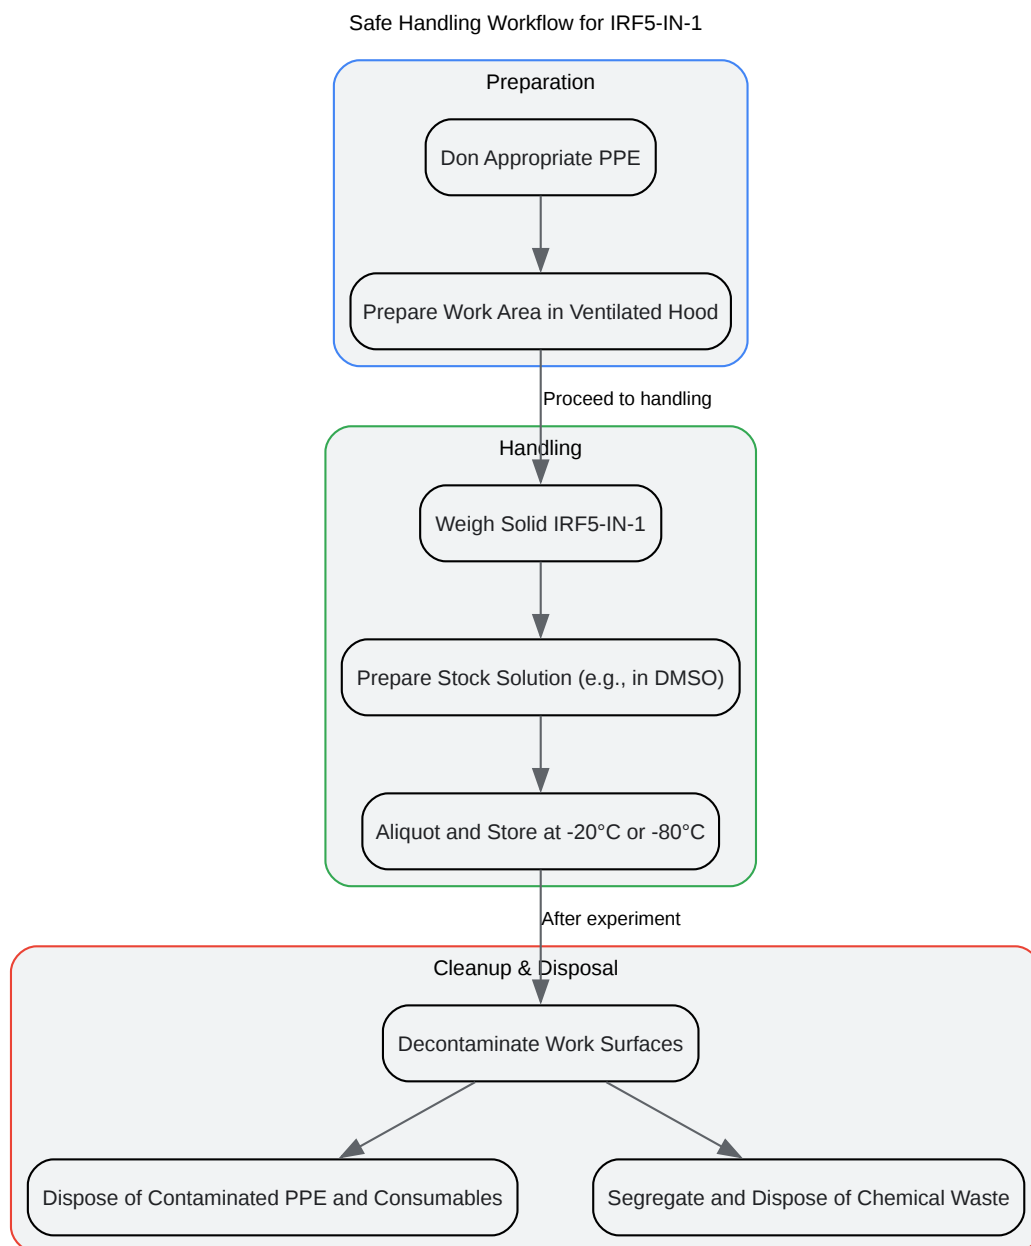 Safe Handling Workflow for IRF5-IN-1
Preparation
Don Appropriate PPE
Prepare Work Area in Ventilated Hood
Proceed to handling
Handling
Weigh Solid IRF5-IN-1
Prepare Stock Solution (e.g., in DMSO)
Aliquot and Store at -20°C or -80°C
After experiment
Cleanup & Disposal
Decontaminate Work Surfaces
Dispose of Contaminated PPE and Consumables
Segregate and Dispose of Chemical Waste